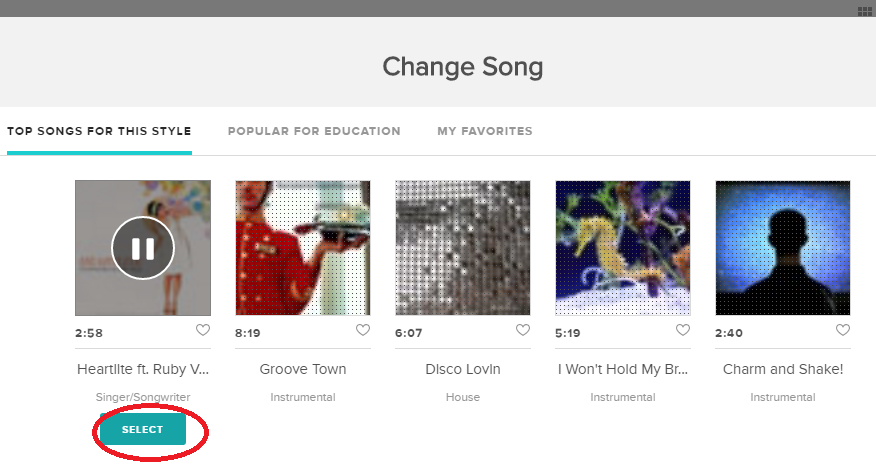 Change Song
TOP SONGS FOR THIS STYLE POPULAR FOR EDUCATION MY FAVORITES
2:58 8:19 6:07 5:19 2:40
Heartlite ft. Ruby V... Groove Town Disco Lovin I Won't Hold My Br... Charm and Shake!
Singer/Songwriter Instrumental House Instrumental Instrumental
SELECT